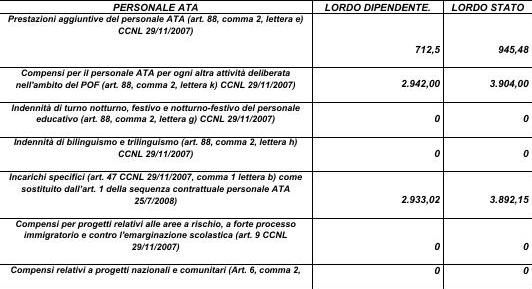 PERSONALE ATA LORDO DIPENDENTE. LORDO STATO
Prestazioni aggiuntive del personale ATA (art. 88, comma 2, lettera e)
CCNL 29/11/2007)
712,5 945,48
Compensi per il personale ATA per ogni altra attività deliberata
nell'ambito del POF (art. 88, comma 2, lettera k) CCNL 29/11/2007)
2.942,00 3.904,00
Indennità di turno notturno, festivo e notturno-festivo del personale
educativo (art. 88, comma 2, lettera g) CCNL 29/11/2007)
0 0
Indennità di bilinguismo e trilinguismo (art. 88, comma 2, lettera h)
CCNL 29/11/2007)
0 0
Incarichi specifici (art. 47 CCNL 29/11/2007, comma 1 lettera b) come
sostituito dall'art. 1 della sequenza contrattuale personale ATA
25/7/2008)
2.933,02 3.892,15
Compensi per progetti relativi alle aree a rischio, a forte processo
immigratorio e contro l'emarginazione scolastica (art. 9 CCNL
29/11/2007)
0 0
Compensi relativi a progetti nazionali e comunitari (Art. 6, comma 2,
0 0